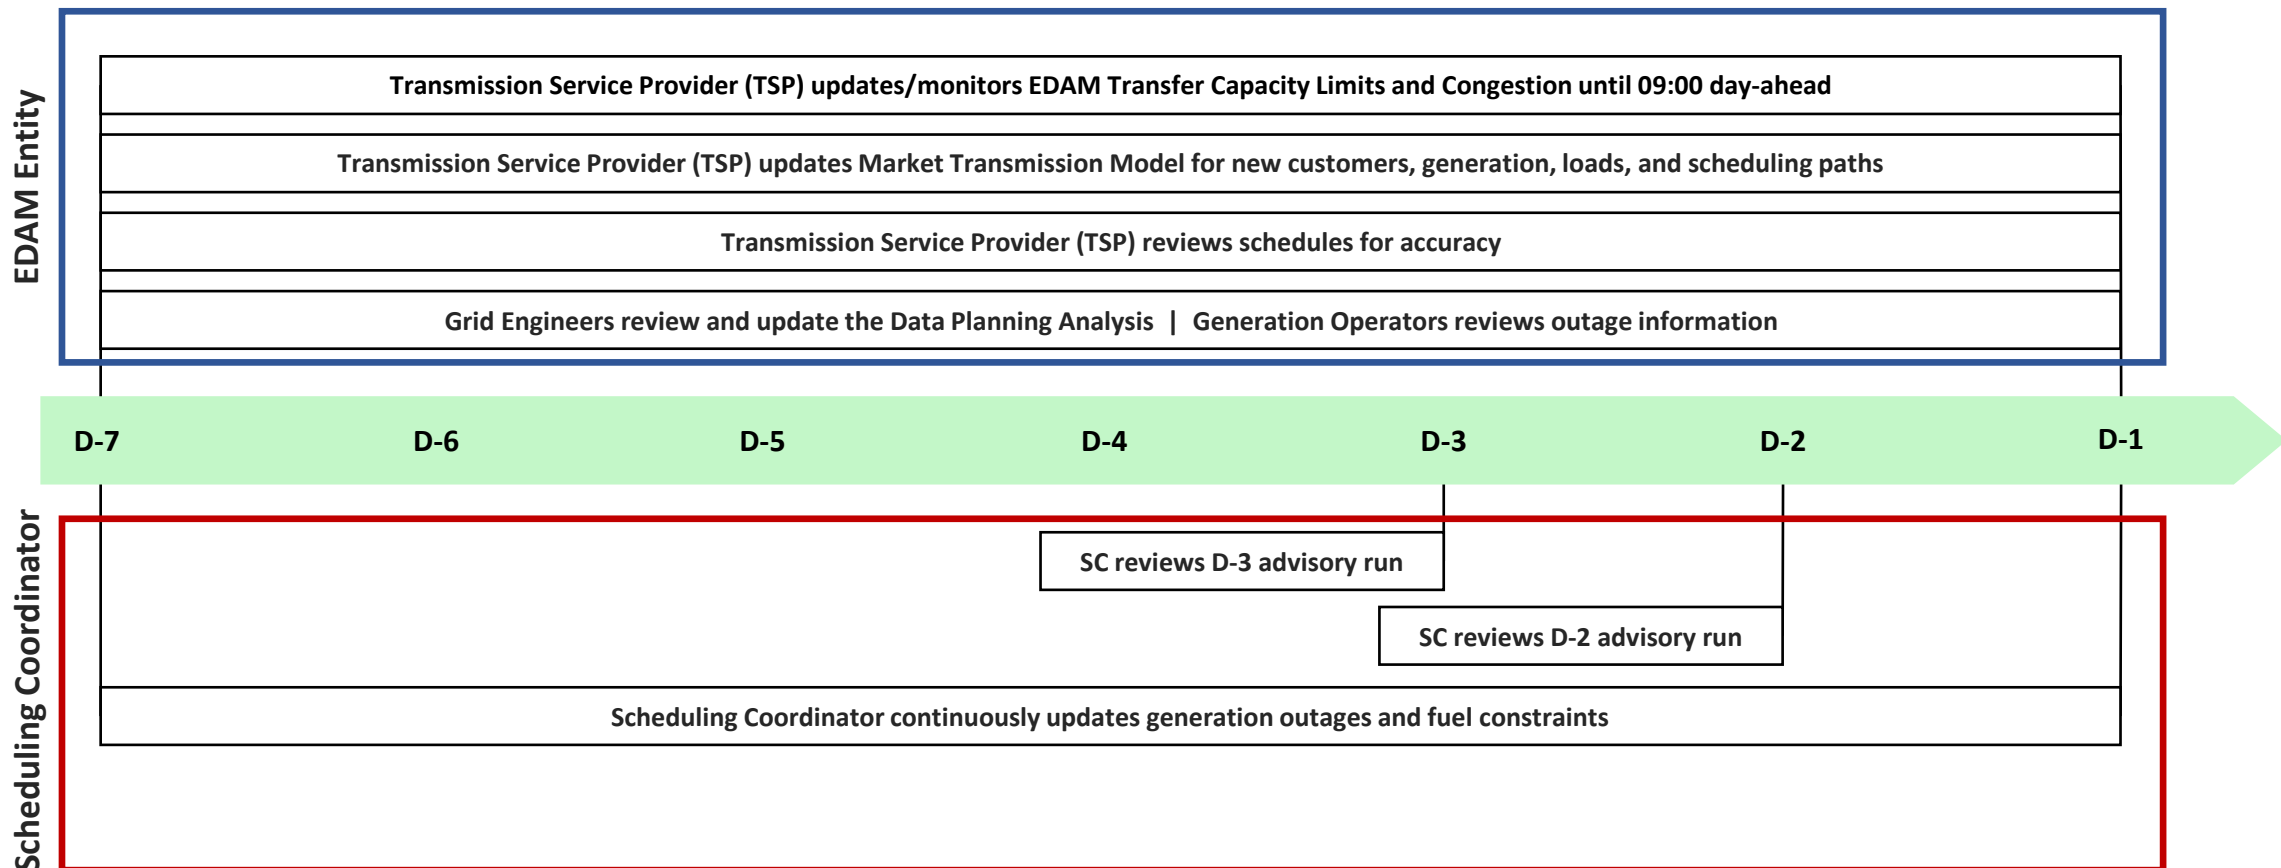 EDAM Entity
Transmission Service Provider (TSP) updates/monitors EDAM Transfer Capacity Limits and Congestion until 09:00 day-ahead
Transmission Service Provider (TSP) updates Market Transmission Model for new customers, generation, loads, and scheduling paths
Transmission Service Provider (TSP) reviews schedules for accuracy
Grid Engineers review and update the Data Planning Analysis | Generation Operators reviews outage information
D-7 D-6 D-5 D-4 D-3 D-2 D-1
Scheduling Coordinator
SC reviews D-3 advisory run
SC reviews D-2 advisory run
Scheduling Coordinator continuously updates generation outages and fuel constraints